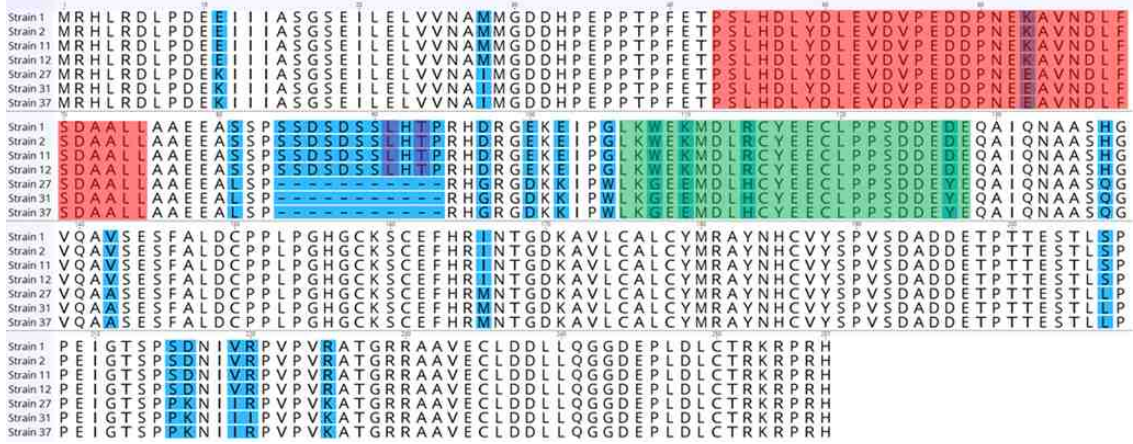 Strain 1 MRHLRDLPDEEIIIASGSEILELVVNAMMGDDHPEPPTPFETPSLHDLYDLEVDVPEDDPNEKAVNDLF
Strain 2 MRHLRDLPDEEIIIASGSEILELVVNAMMGDDHPEPPTPFETPSLHDLYDLEVDVPEDDPNEKAVNDLF
Strain 11 MRHLRDLPDEEIIIASGSEILELVVNAMMGDDHPEPPTPFETPSLHDLYDLEVDVPEDDPNEKAVNDLF
Strain 12 MRHLRDLPDEEIIIASGSEILELVVNAMMGDDHPEPPTPFETPSLHDLYDLEVDVPEDDPNEKAVNDLF
Strain 27 MRHLRDLPDEKIIIASGSEILELVVNAIMGDDHPEPPTPFETPSLHDLYDLEVDVPEDDPNEEAVNDLF
Strain 31 MRHLRDLPDEKIIIASGSEILELVVNAIMGDDHPEPPTPFETPSLHDLYDLEVDVPEDDPNEEAVNDLF
Strain 37 MRHLRDLPDEKIIIASGSEILELVVNAIMGDDHPEPPTPFETPSLHDLYDLEVDVPEDDPNEEAVNDLF
Strain 1 SDAALLAAEEASSPSSDSDSSLHTPRHDRGEKEIPGLKWEKMDLRCYEECLPPSDDEDEQAIQNAASHG
Strain 2 SDAALLAAEEASSPSSDSDSSLHTPRHDRGEKEIPGLKWEKMDLRCYEECLPPSDDEDEQAIQNAASHG
Strain 11 SDAALLAAEEASSPSSDSDSSLHTPRHDRGEKEIPGLKWEKMDLRCYEECLPPSDDEDEQAIQNAASHG
Strain 12 SDAALLAAEEASSPSSDSDSSLHTPRHDRGEKEIPGLKWEKMDLRCYEECLPPSDDEDEQAIQNAASHG
Strain 27 SDAALLAAEEALSP-----------RHGRGDKKIPWLKGEEMDLHCYEECLPPSDDEYEQAIQNAASQG
Strain 31 SDAALLAAEEALSP-----------RHGRGDKKIPWLKGEEMDLHCYEECLPPSDDEYEQAIQNAASQG
Strain 37 SDAALLAAEEALSP-----------RHGRGDKKIPWLKGEEMDLHCYEECLPPSDDEYEQAIQNAASQG
Strain 1 VQAVSESFALDCPPLPGHGCKSCEFHRINTGDKAVLCALCYMRAYNHCVYSPVSDADDETPTTESTLSP
Strain 2 VQAVSESFALDCPPLPGHGCKSCEFHRINTGDKAVLCALCYMRAYNHCVYSPVSDADDETPTTESTLSP
Strain 11 VQAVSESFALDCPPLPGHGCKSCEFHRINTGDKAVLCALCYMRAYNHCVYSPVSDADDETPTTESTLSP
Strain 12 VQAVSESFALDCPPLPGHGCKSCEFHRINTGDKAVLCALCYMRAYNHCVYSPVSDADDETPTTESTLSP
Strain 27 VQAASESFALDCPPLPGHGCKSCEFHRMNTGDKAVLCALCYMRAYNHCVYSPVSDADDETPTTESTLLP
Strain 31 VQAASESFALDCPPLPGHGCKSCEFHRMNTGDKAVLCALCYMRAYNHCVYSPVSDADDETPTTESTLLP
Strain 37 VQAASESFALDCPPLPGHGCKSCEFHRMNTGDKAVLCALCYMRAYNHCVYSPVSDADDETPTTESTLLP
Strain 1 PEIGTSPSDNIVRPVPVRATGRRAAVECLDDLLQGGDEPLDLCTRKRPRH
Strain 2 PEIGTSPSDNIVRPVPVRATGRRAAVECLDDLLQGGDEPLDLCTRKRPRH
Strain 11 PEIGTSPSDNIVRPVPVRATGRRAAVECLDDLLQGGDEPLDLCTRKRPRH
Strain 12 PEIGTSPSDNIVRPVPVRATGRRAAVECLDDLLQGGDEPLDLCTRKRPRH
Strain 27 PEIGTSPPKNIIRPVPVKATGRRAAVECLDDLLQGGDEPLDLCTRKRPRH
Strain 31 PEIGTSPPKNIIRPVPVKATGRRAAVECLDDLLQGGDEPLDLCTRKRPRH
Strain 37 PEIGTSPPKNIIRPVPVKATGRRAAVECLDDLLQGGDEPLDLCTRKRPRH